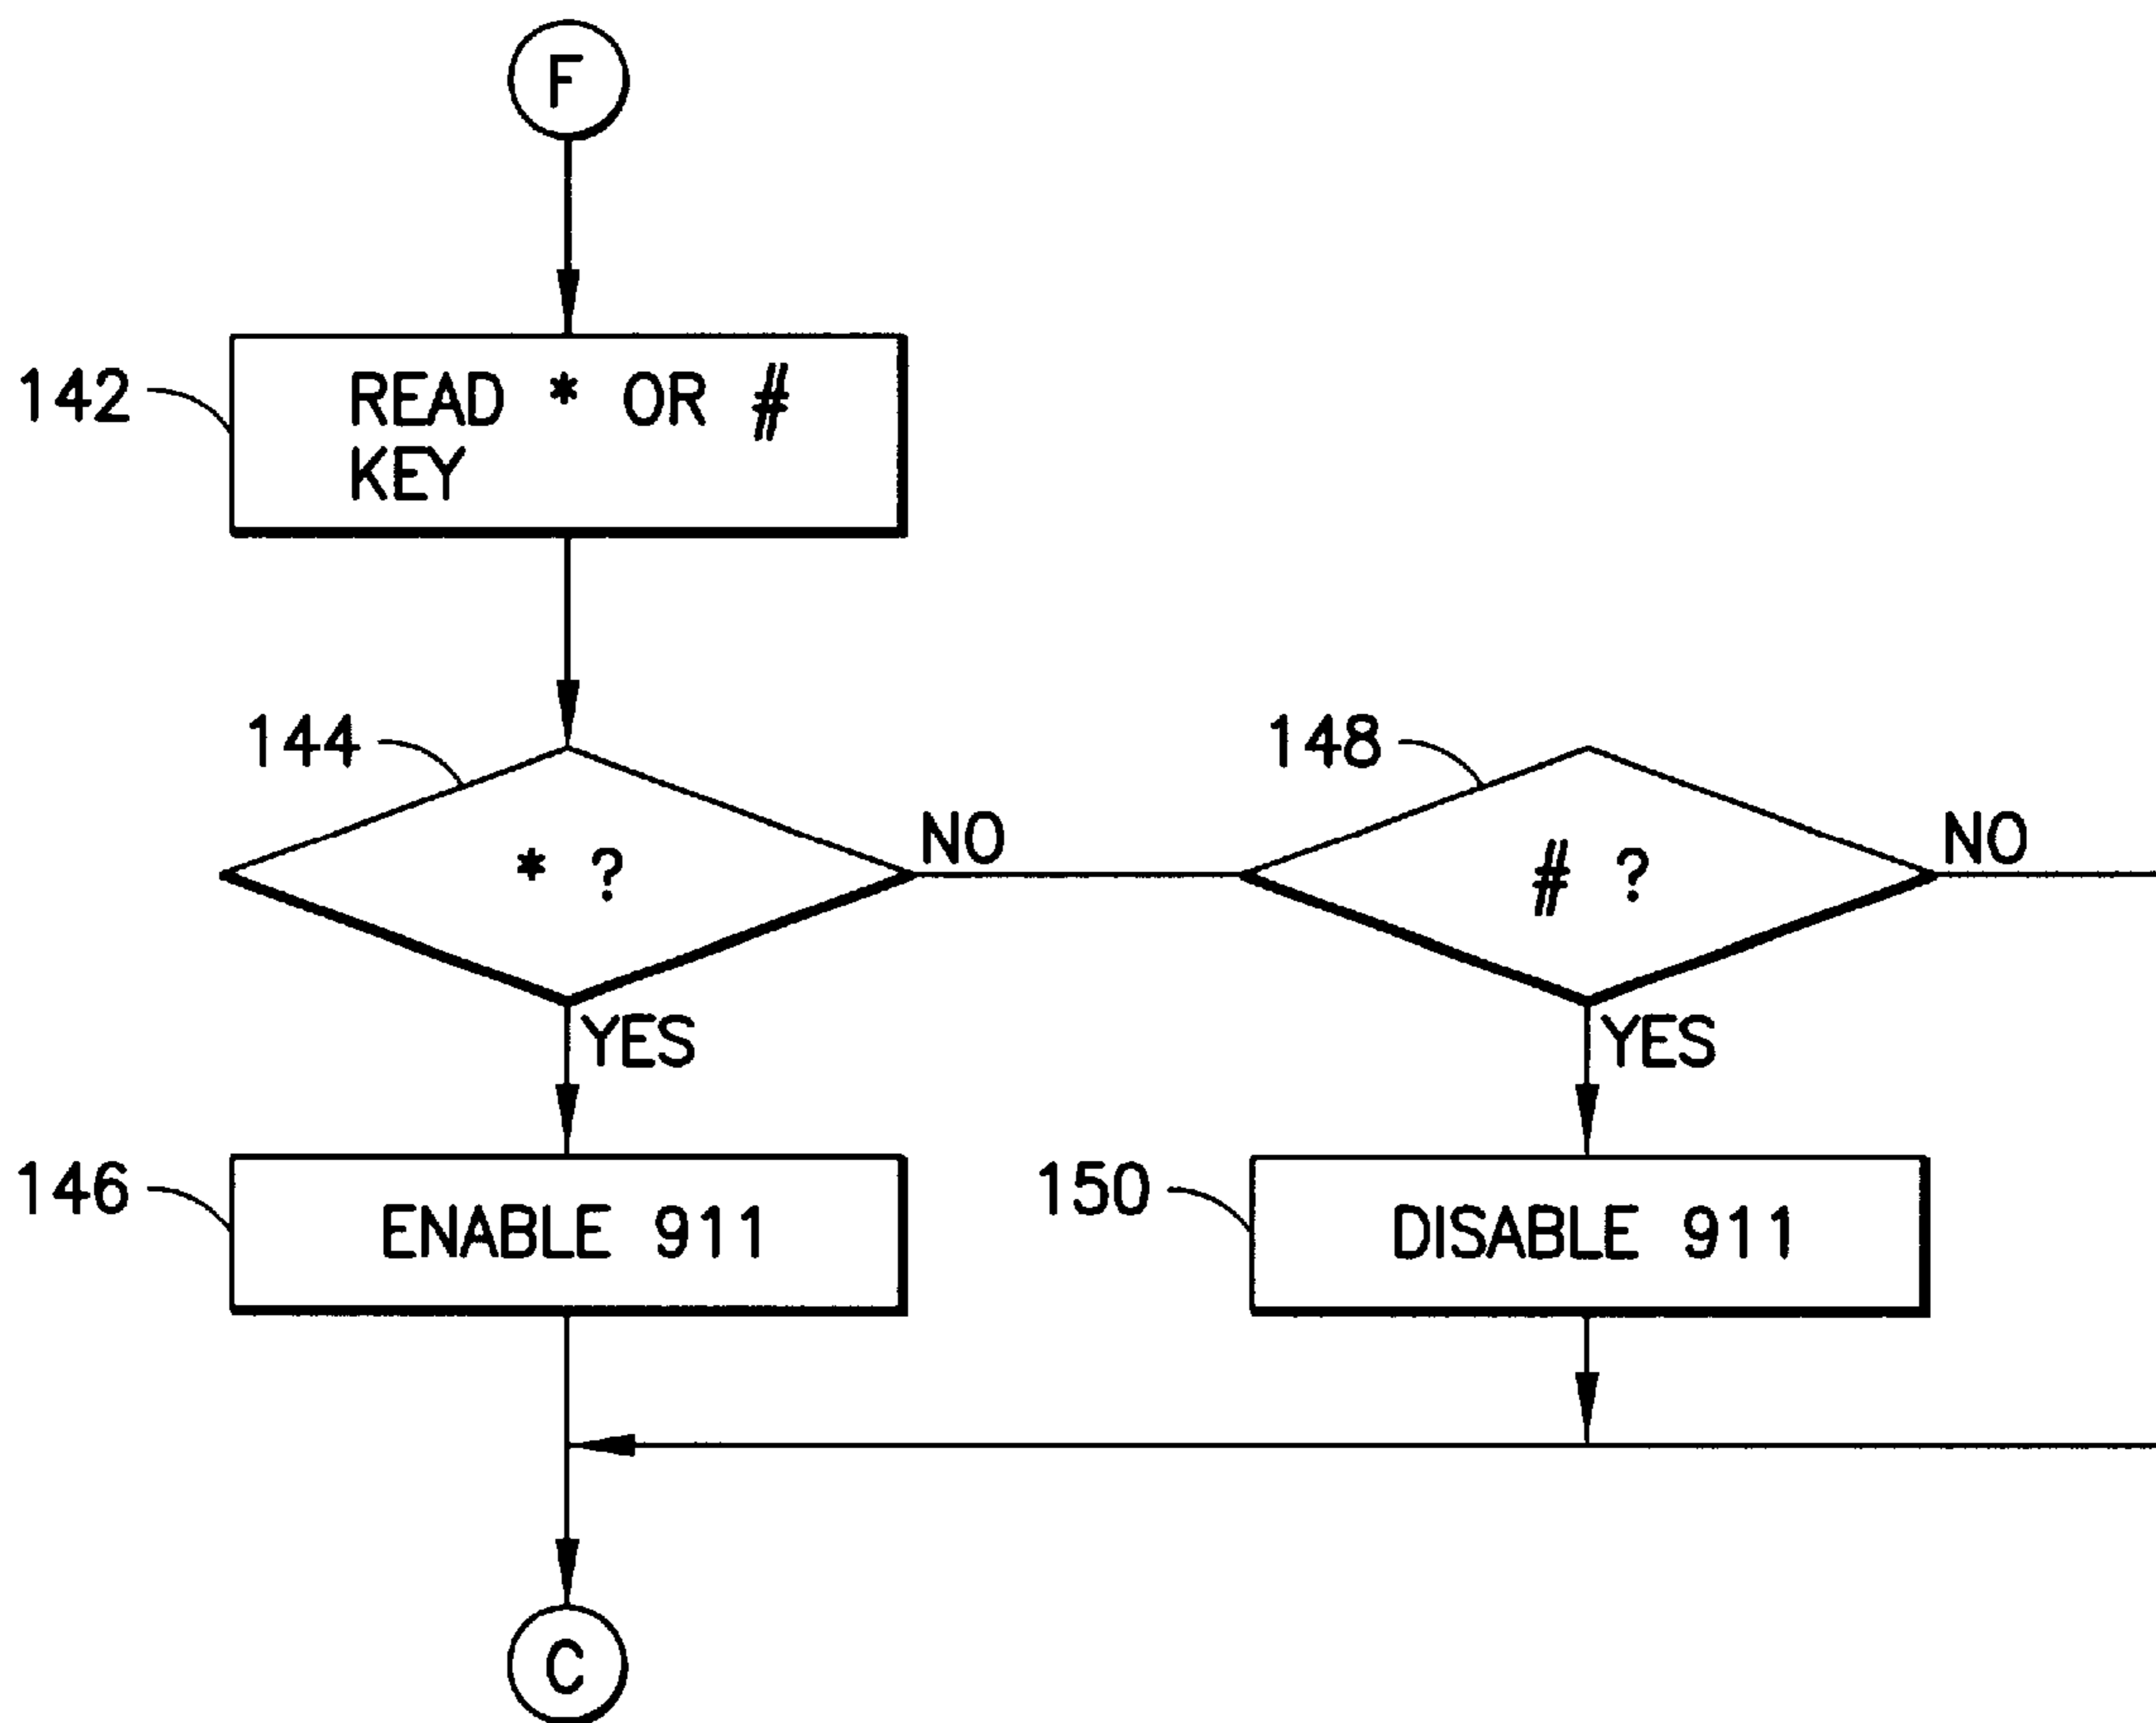 F
142
READ * OR #
KEY
144
* ?
NO
148
# ?
NO
YES
YES
146
ENABLE 911
150
DISABLE 911
C